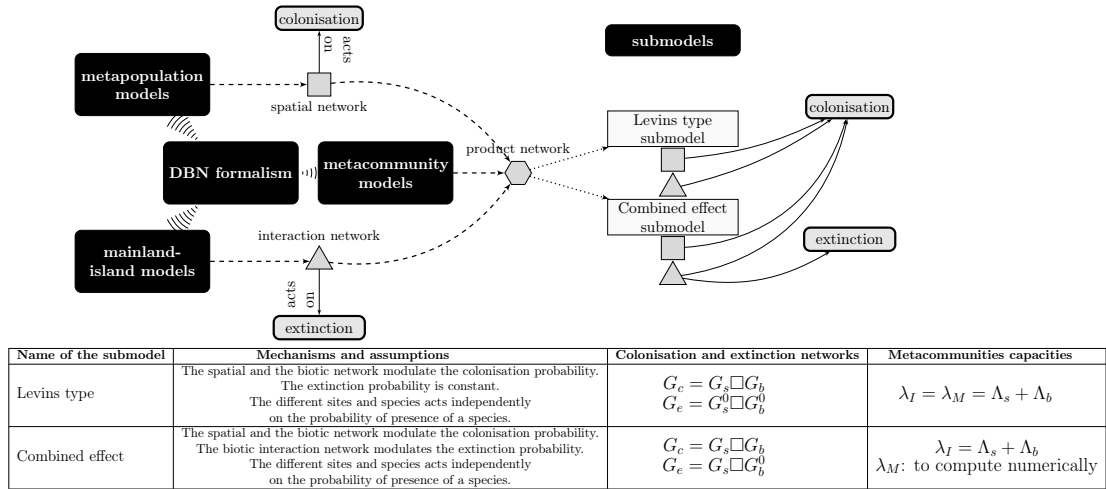 colonisation
acts
on
submodels
metapopulation
models
spatial network
colonisation
Levins type
submodel
product network
DBN formalism
metacommunity
models
Combined effect
submodel
interaction network
mainland-
island models
extinction
acts
on
extinction
Name of the submodel
Mechanisms and assumptions
Colonisation and extinction networks
Metacommunities capacities
Levins type
The spatial and the biotic network modulate the colonisation probability.
The extinction probability is constant.
The different sites and species acts independently
on the probability of presence of a species.
G_c = G_s□G_b
G_e = G_s^0□G_b^0
λ_I = λ_M = Λ_s + Λ_b
Combined effect
The spatial and the biotic network modulate the colonisation probability.
The biotic interaction network modulates the extinction probability.
The different sites and species acts independently
on the probability of presence of a species.
G_c = G_s□G_b
G_e = G_s□G_b^0
λ_I = Λ_s + Λ_b
λ_M: to compute numerically